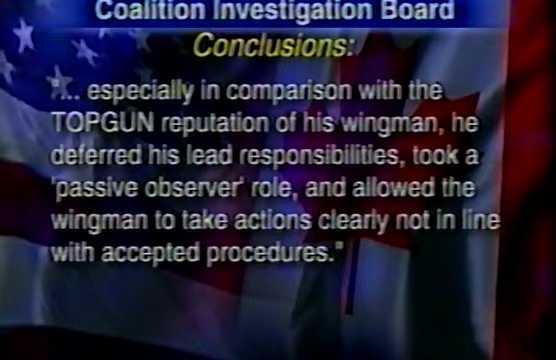 Coalition Investigation Board
Conclusions:
"... especially in comparison with the
TOPGUN reputation of his wingman, he
deferred his lead responsibilities, took a
'passive observer' role, and allowed the
wingman to take actions clearly not in line
with accepted procedures."